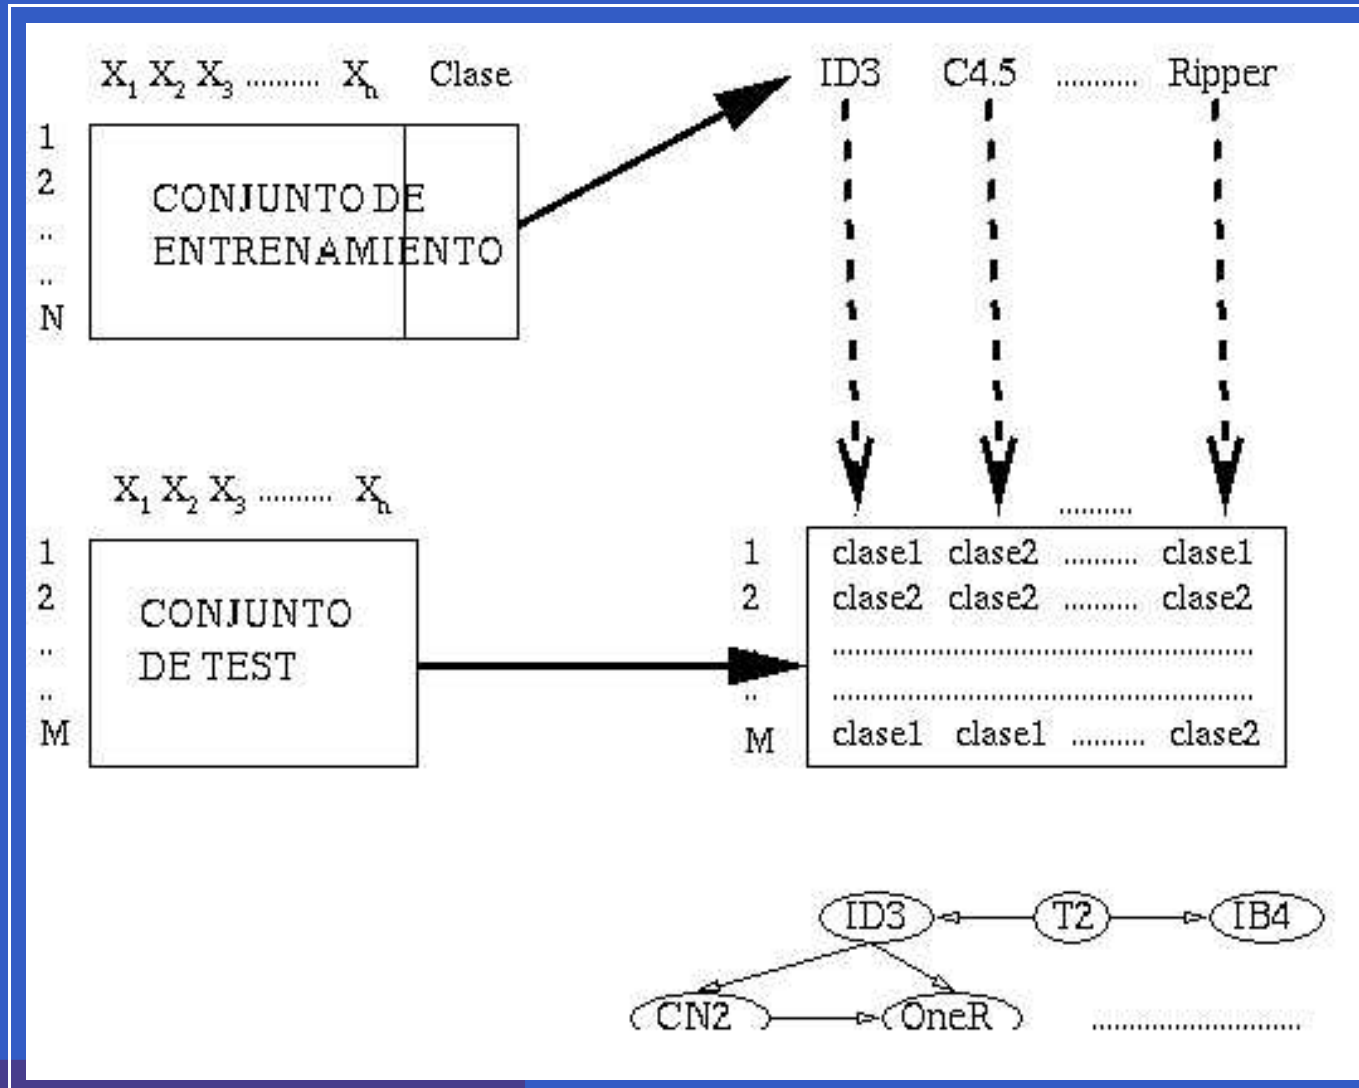 X1 X2 X3 .......... Xn Clase
1
2
..
..
N
CONJUNTO DE
ENTRENAMIENTO
ID3 C4.5 ........... Ripper
X1 X2 X3 .......... Xn
1
2
..
..
M
CONJUNTO
DE TEST
..........
1 clase1 clase2 .......... clase1
2 clase2 clase2 .......... clase2
.........................................................
.. .........................................................
M clase1 clase1 .......... clase2
ID3 T2 IB4
CN2 OneR ............................